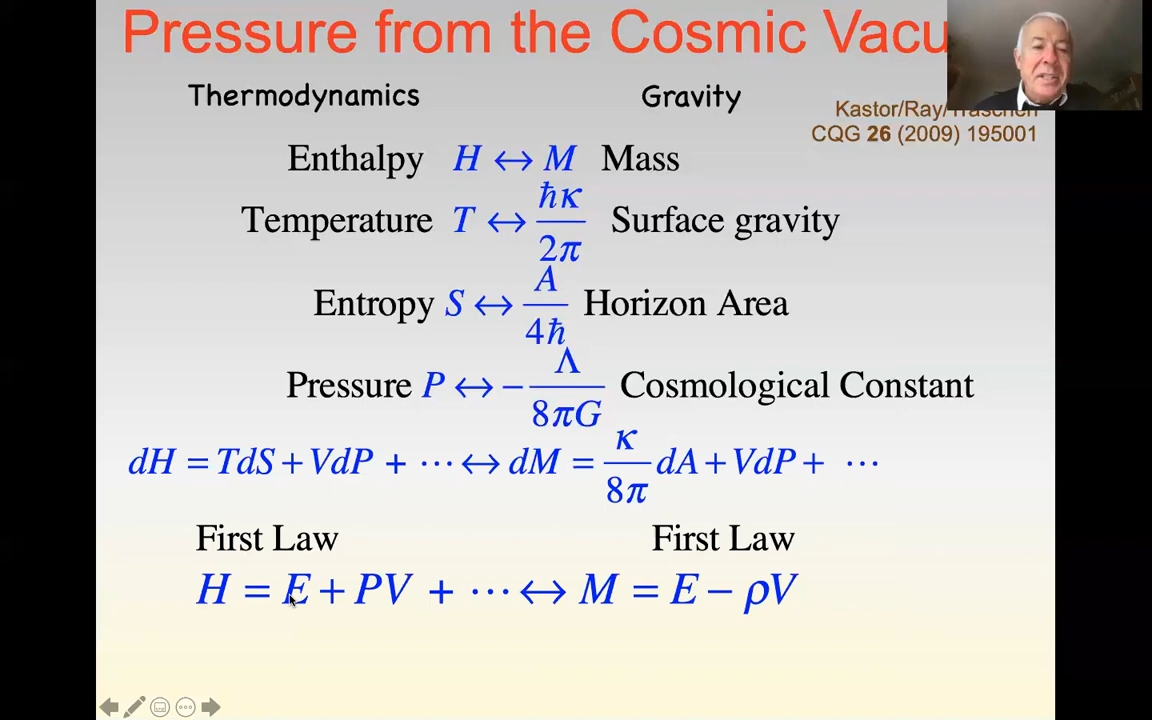 Pressure from the Cosmic Vacu
Thermodynamics Gravity
Kastor/Ray/Traschen
CQG 26 (2009) 195001
Enthalpy H ↔ M Mass
Temperature T ↔ ħκ/2π Surface gravity
Entropy S ↔ A/4ħ Horizon Area
Pressure P ↔ −Λ/8πG Cosmological Constant
dH = TdS + VdP + ⋯ ↔ dM = κ/8π dA + VdP + ⋯
First Law First Law
H = E + PV + ⋯ ↔ M = E − ρV